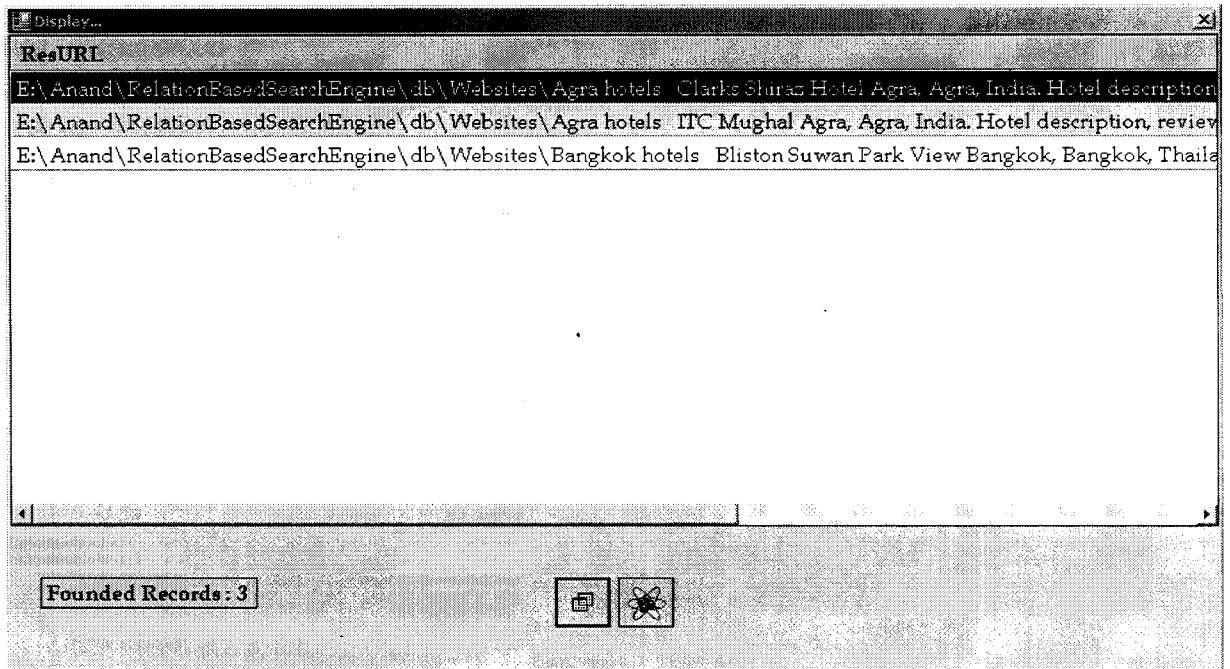 Display...
ResURL
E:\Anand\RelationBasedSearchEngine\db\Websites\Agra hotels   Clarks Shiraz Hotel Agra, Agra, India. Hotel description
E:\Anand\RelationBasedSearchEngine\db\Websites\Agra hotels   ITC Mughal Agra, Agra, India. Hotel description, review
E:\Anand\RelationBasedSearchEngine\db\Websites\Bangkok hotels   Bliston Suwan Park View Bangkok, Bangkok, Thaila
Founded Records : 3